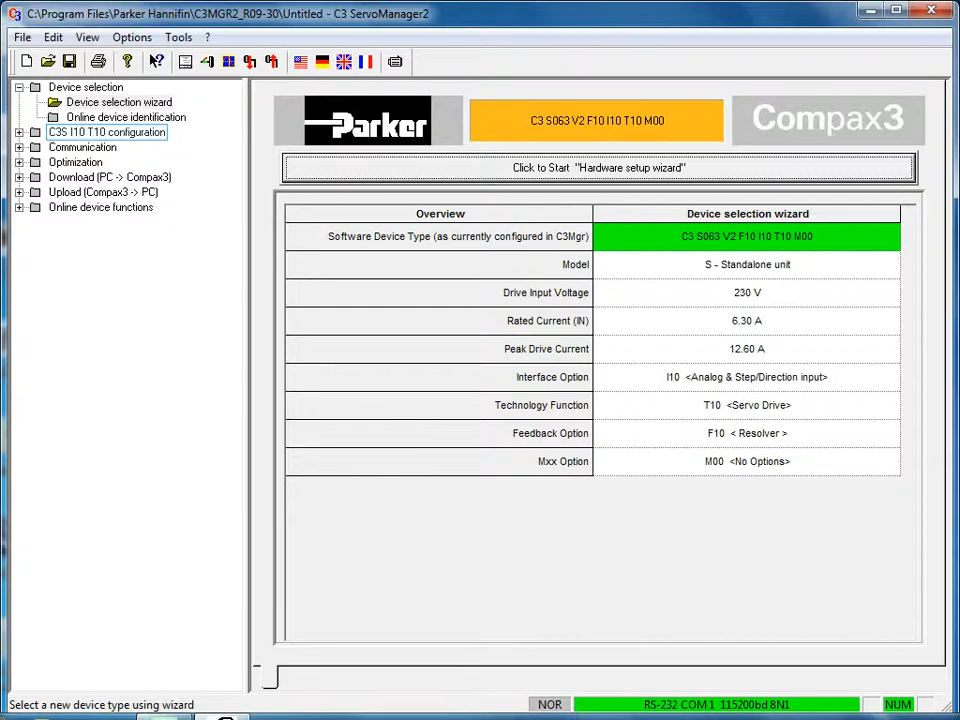 C:\Program Files\Parker Hannifin\C3MGR2_R09-30\Untitled - C3 ServoManager2
File Edit View Options Tools ?
Device selection
Device selection wizard
Online device identification
C3S I10 T10 configuration
Communication
Optimization
Download (PC -> Compax3)
Upload (Compax3 -> PC)
Online device functions
Parker
C3 S063 V2 F10 I10 T10 M00
Compax3
Click to Start "Hardware setup wizard"
Overview Device selection wizard
Software Device Type (as currently configured in C3Mgr) C3 S063 V2 F10 I10 T10 M00
Model S - Standalone unit
Drive Input Voltage 230 V
Rated Current (IN) 6.30 A
Peak Drive Current 12.60 A
Interface Option I10 <Analog & Step/Direction input>
Technology Function T10 <Servo Drive>
Feedback Option F10 < Resolver >
Mxx Option M00 <No Options>
Select a new device type using wizard NOR RS-232 COM 1 115200bd 8N1 NUM